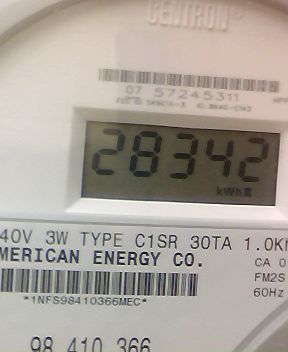 CENTRON®
07 57245311
28342
kWh
40V 3W TYPE C1SR 30TA 1.0K
MERICAN ENERGY CO.
CA 0
FM2S
60Hz
*1NFS98410366MEC*
98 410 366